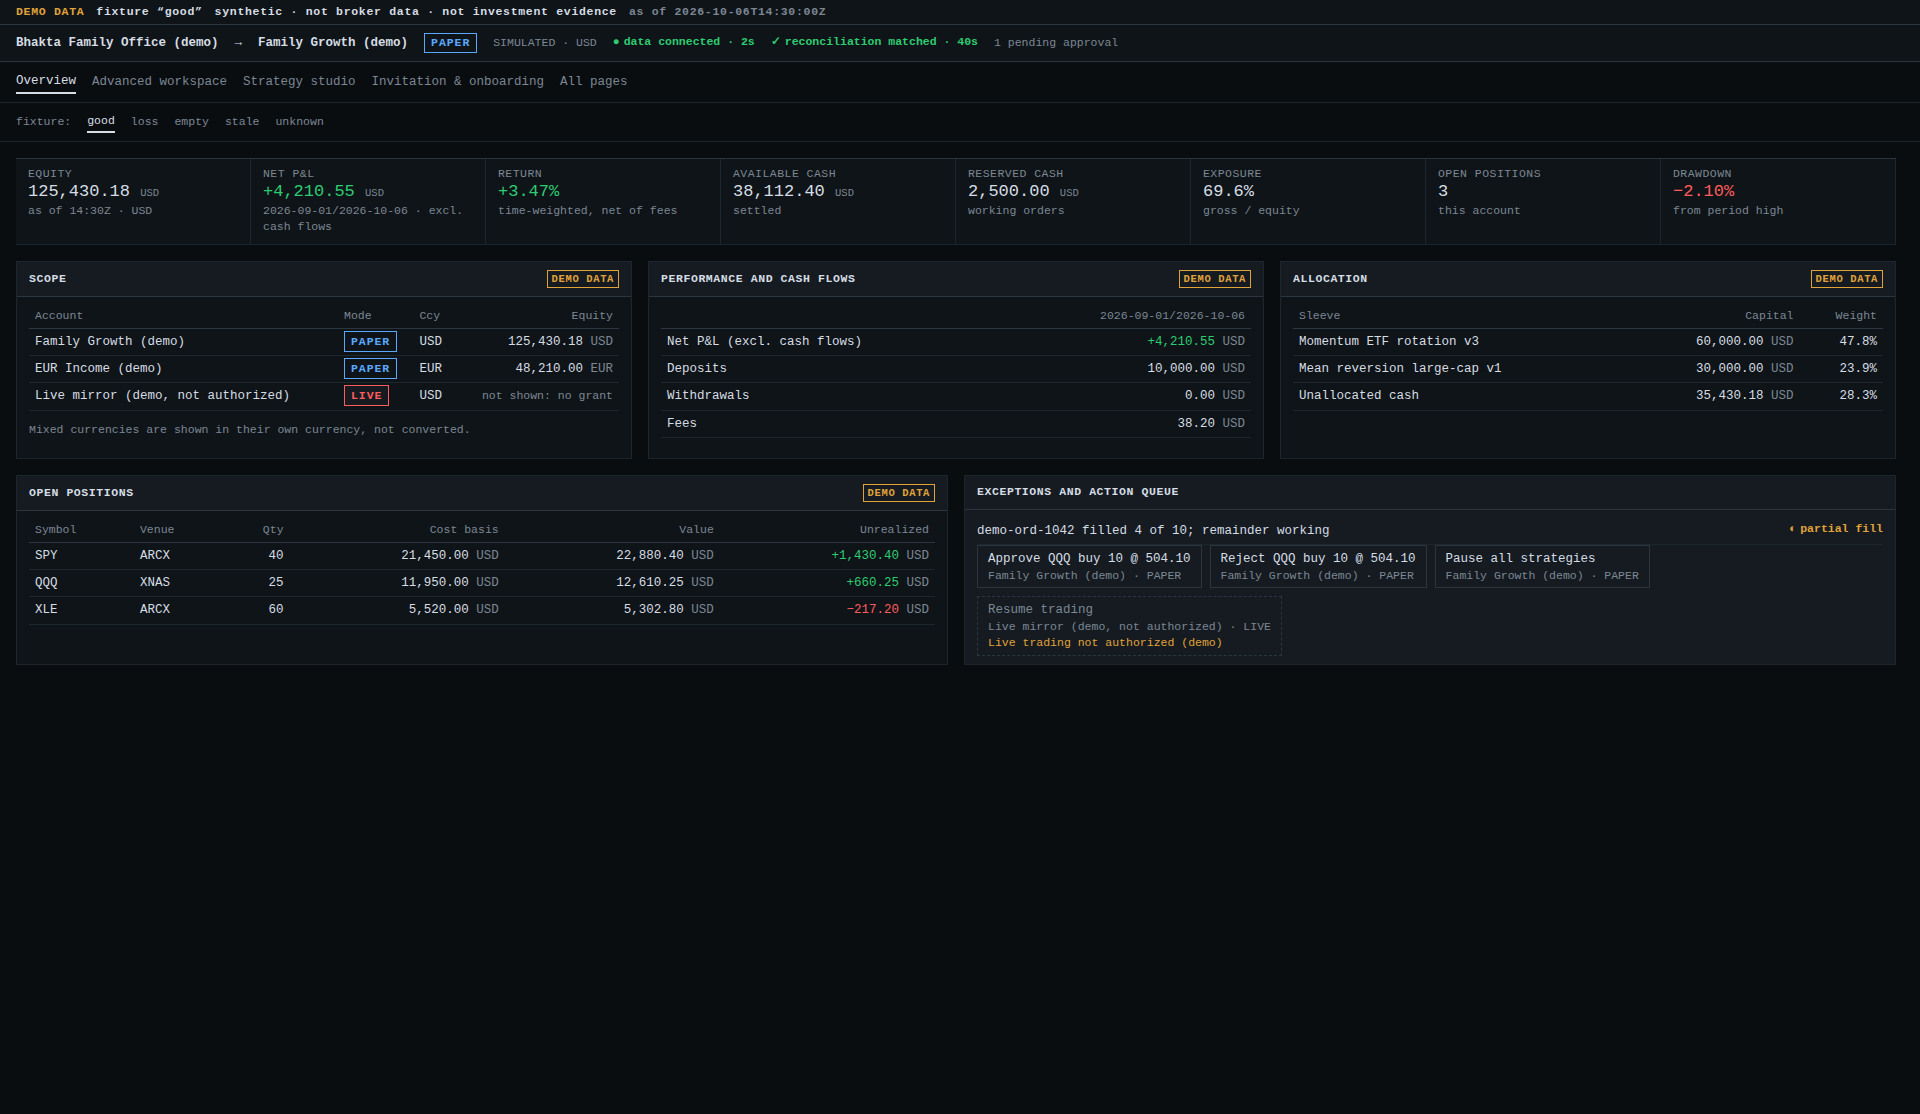 DEMO DATA fixture “good” synthetic · not broker data · not investment evidence as of 2026-10-06T14:30:00Z
Bhakta Family Office (demo) → Family Growth (demo) PAPER SIMULATED · USD ● data connected · 2s ✓ reconciliation matched · 40s 1 pending approval
Overview Advanced workspace Strategy studio Invitation & onboarding All pages
fixture: good loss empty stale unknown
EQUITY
125,430.18 USD
as of 14:30Z · USD
NET P&L
+4,210.55 USD
2026-09-01/2026-10-06 · excl.
cash flows
RETURN
+3.47%
time-weighted, net of fees
AVAILABLE CASH
38,112.40 USD
settled
RESERVED CASH
2,500.00 USD
working orders
EXPOSURE
69.6%
gross / equity
OPEN POSITIONS
3
this account
DRAWDOWN
−2.10%
from period high
SCOPE DEMO DATA
Account Mode Ccy Equity
Family Growth (demo) PAPER USD 125,430.18 USD
EUR Income (demo) PAPER EUR 48,210.00 EUR
Live mirror (demo, not authorized) LIVE USD not shown: no grant
Mixed currencies are shown in their own currency, not converted.
PERFORMANCE AND CASH FLOWS DEMO DATA
2026-09-01/2026-10-06
Net P&L (excl. cash flows) +4,210.55 USD
Deposits 10,000.00 USD
Withdrawals 0.00 USD
Fees 38.20 USD
ALLOCATION DEMO DATA
Sleeve Capital Weight
Momentum ETF rotation v3 60,000.00 USD 47.8%
Mean reversion large-cap v1 30,000.00 USD 23.9%
Unallocated cash 35,430.18 USD 28.3%
OPEN POSITIONS DEMO DATA
Symbol Venue Qty Cost basis Value Unrealized
SPY ARCX 40 21,450.00 USD 22,880.40 USD +1,430.40 USD
QQQ XNAS 25 11,950.00 USD 12,610.25 USD +660.25 USD
XLE ARCX 60 5,520.00 USD 5,302.80 USD −217.20 USD
EXCEPTIONS AND ACTION QUEUE
demo-ord-1042 filled 4 of 10; remainder working partial fill
Approve QQQ buy 10 @ 504.10
Family Growth (demo) · PAPER
Reject QQQ buy 10 @ 504.10
Family Growth (demo) · PAPER
Pause all strategies
Family Growth (demo) · PAPER
Resume trading
Live mirror (demo, not authorized) · LIVE
Live trading not authorized (demo)